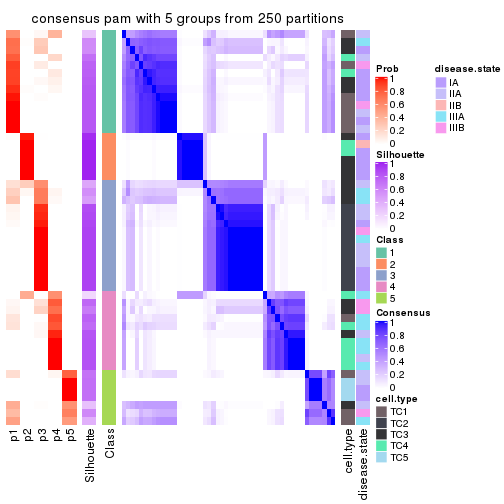 consensus pam with 5 groups from 250 partitions
Prob
1
0.8
0.6
0.4
0.2
0
disease.state
IA
IIA
IIB
IIIA
IIIB
Silhouette
1
0.8
0.6
0.4
0.2
0
Class
1
2
3
4
5
Consensus
1
0.8
0.6
0.4
0.2
0
cell.type
TC1
TC2
TC3
TC4
TC5
p1
p2
p3
p4
p5
Silhouette
Class
cell.type
disease.state